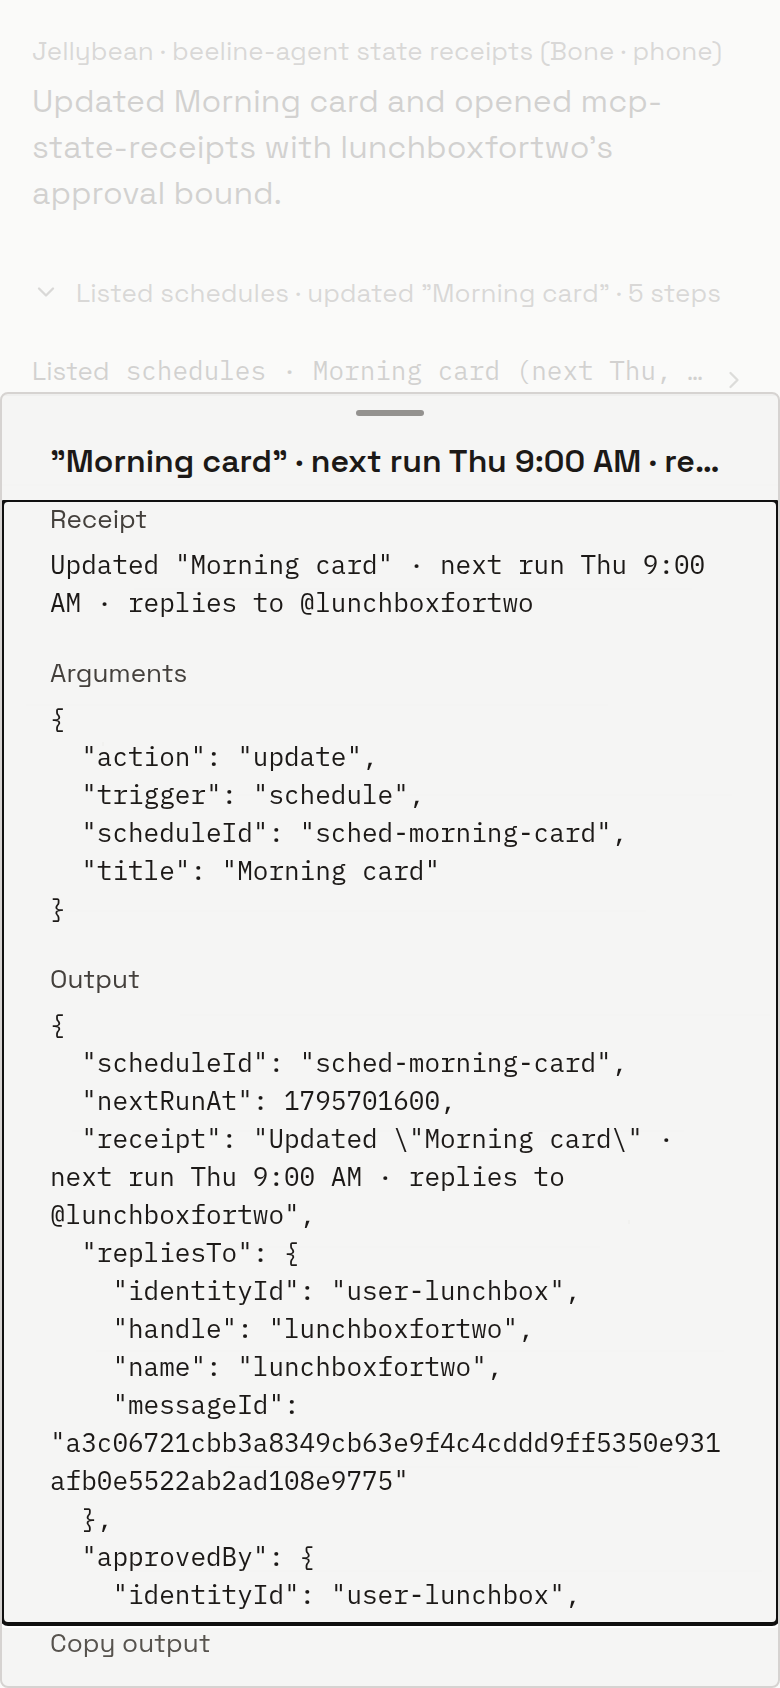 Jellybean · beeline-agent state receipts (Bone · phone)
Updated Morning card and opened mcp-
state-receipts with lunchboxfortwo’s
approval bound.
Listed schedules · updated ”Morning card” · 5 steps
Listed schedules · Morning card (next Thu, …
”Morning card” · next run Thu 9:00 AM · re…
Receipt
Updated "Morning card" · next run Thu 9:00
AM · replies to @lunchboxfortwo
Arguments
{
  "action": "update",
  "trigger": "schedule",
  "scheduleId": "sched-morning-card",
  "title": "Morning card"
}
Output
{
  "scheduleId": "sched-morning-card",
  "nextRunAt": 1795701600,
  "receipt": "Updated \"Morning card\" ·
next run Thu 9:00 AM · replies to
@lunchboxfortwo",
  "repliesTo": {
    "identityId": "user-lunchbox",
    "handle": "lunchboxfortwo",
    "name": "lunchboxfortwo",
    "messageId":
"a3c06721cbb3a8349cb63e9f4c4cddd9ff5350e931
afb0e5522ab2ad108e9775"
  },
  "approvedBy": {
    "identityId": "user-lunchbox",
Copy output